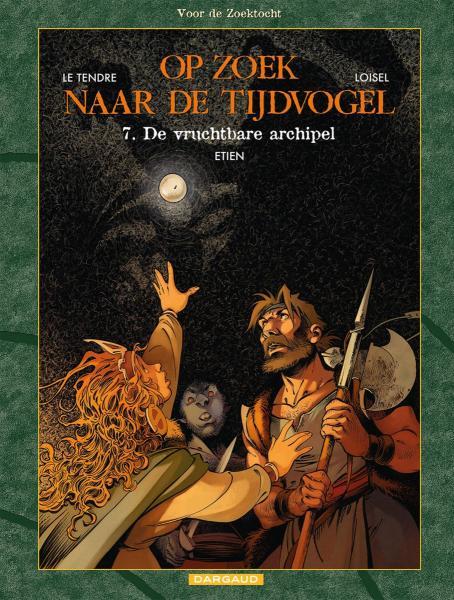 Voor de Zoektocht
LE TENDRE
LOISEL
OP ZOEK
NAAR DE TIJDVOGEL
7. De vruchtbare archipel
ETIEN
DARGAUD